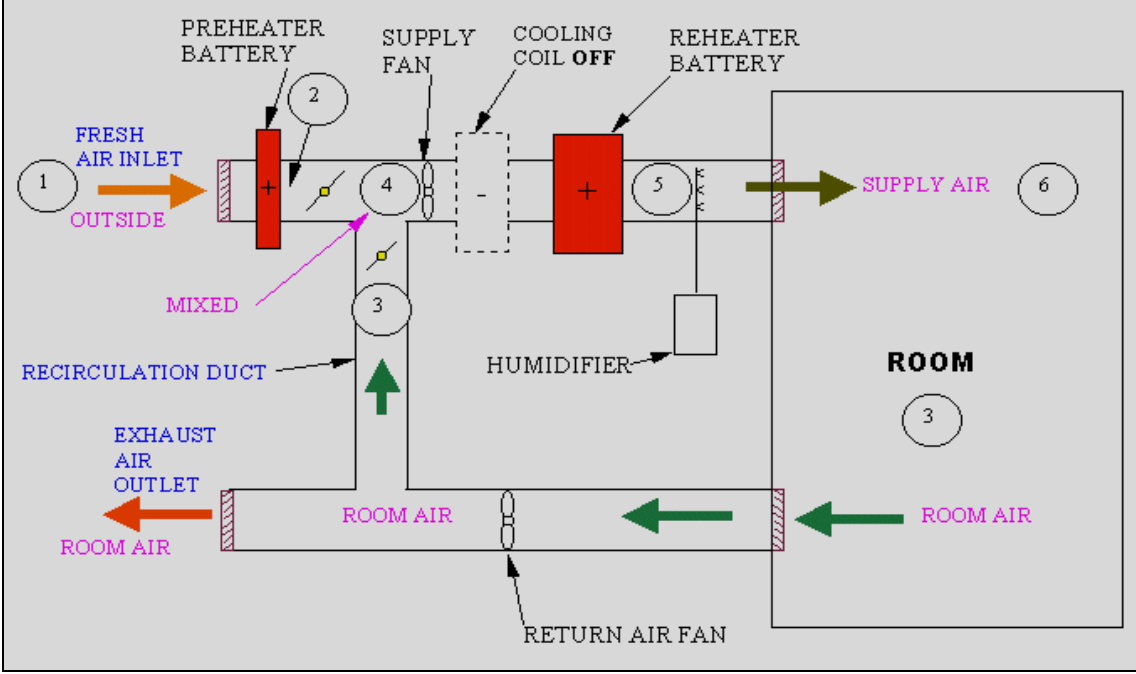 PREHEATER
BATTERY
SUPPLY
FAN
COOLING
COIL OFF
REHEATER
BATTERY
2
FRESH
AIR INLET
1
OUTSIDE
+
4
-
+
5
SUPPLY AIR
6
MIXED
3
RECIRCULATION DUCT
HUMIDIFIER
ROOM
3
EXHAUST
AIR
OUTLET
ROOM AIR
ROOM AIR
ROOM AIR
RETURN AIR FAN